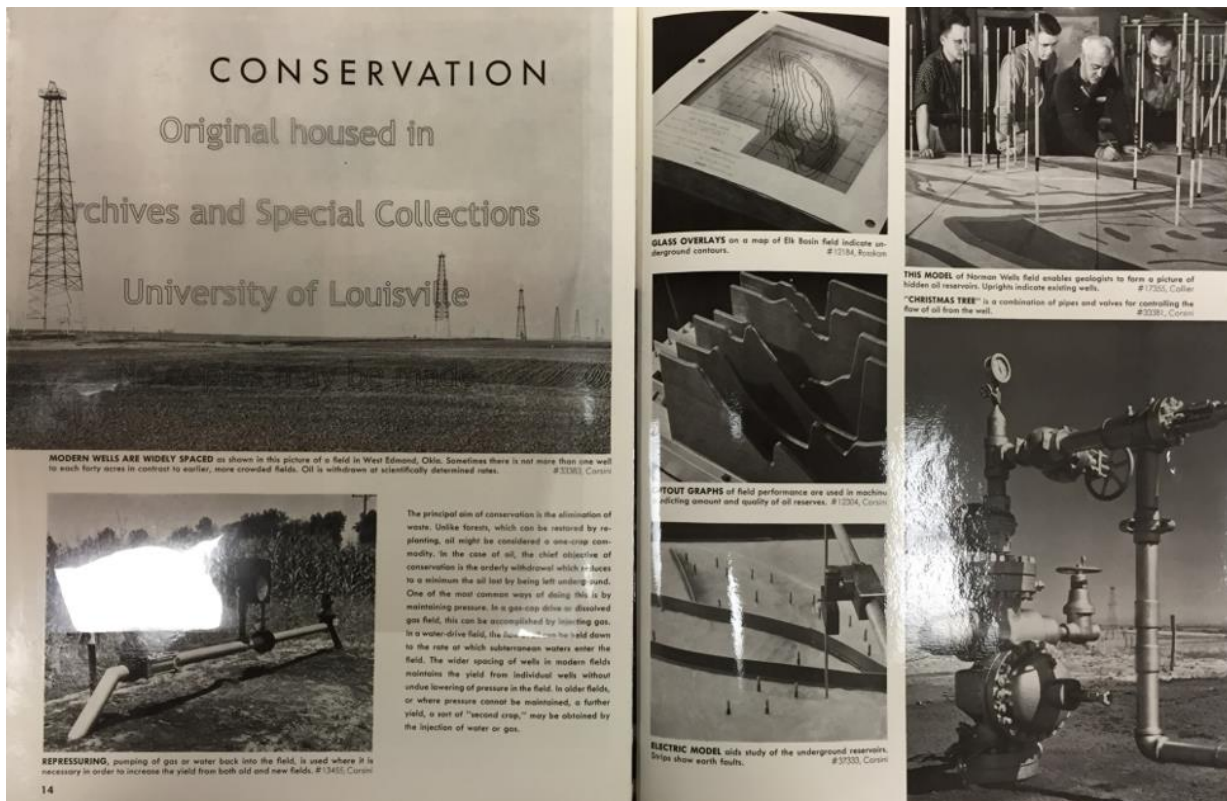 CONSERVATION
Original housed in
Archives and Special Collections
University of Louisville
No copies may be made
MODERN WELLS ARE WIDELY SPACED as shown in this picture of a field in West Edmond, Okla. Sometimes there is not more than one well
to each forty acres in contrast to earlier, more crowded fields. Oil is withdrawn at scientifically determined rates. #33383, Corsini
The principal aim of conservation is the elimination of
waste. Unlike forests, which can be restored by re-
planting, oil might be considered a one-crop com-
modity. In the case of oil, the chief objective of
conservation is the orderly withdrawal which reduces
to a minimum the oil lost by being left underground.
One of the most common ways of doing this is by
maintaining pressure. In a gas-cap drive or dissolved
gas field, this can be accomplished by injecting gas.
In a water-drive field, the can be held down
to the rate at which subterranean waters enter the
field. The wider spacing of wells in modern fields
maintains the yield from individual wells without
undue lowering of pressure in the field. In older fields,
or where pressure cannot be maintained, a further
yield, a sort of "second crop," may be obtained by
the injection of water or gas.
REPRESSURING, pumping of gas or water back into the field, is used where it is
necessary in order to increase the yield from both old and new fields. #13455, Corsini
14
GLASS OVERLAYS on a map of Elk Basin field indicate un-
derground contours. #12184, Rosskam
CUTOUT GRAPHS of field performance are used in machine
predicting amount and quality of oil reserves. #12304, Corsini
ELECTRIC MODEL aids study of the underground reservoirs.
Strips show earth faults. #37333, Corsini
THIS MODEL of Norman Wells field enables geologists to form a picture of
hidden oil reservoirs. Uprights indicate existing wells. #17355, Collier
"CHRISTMAS TREE" is a combination of pipes and valves for controlling the
flow of oil from the well. #33381, Corsini